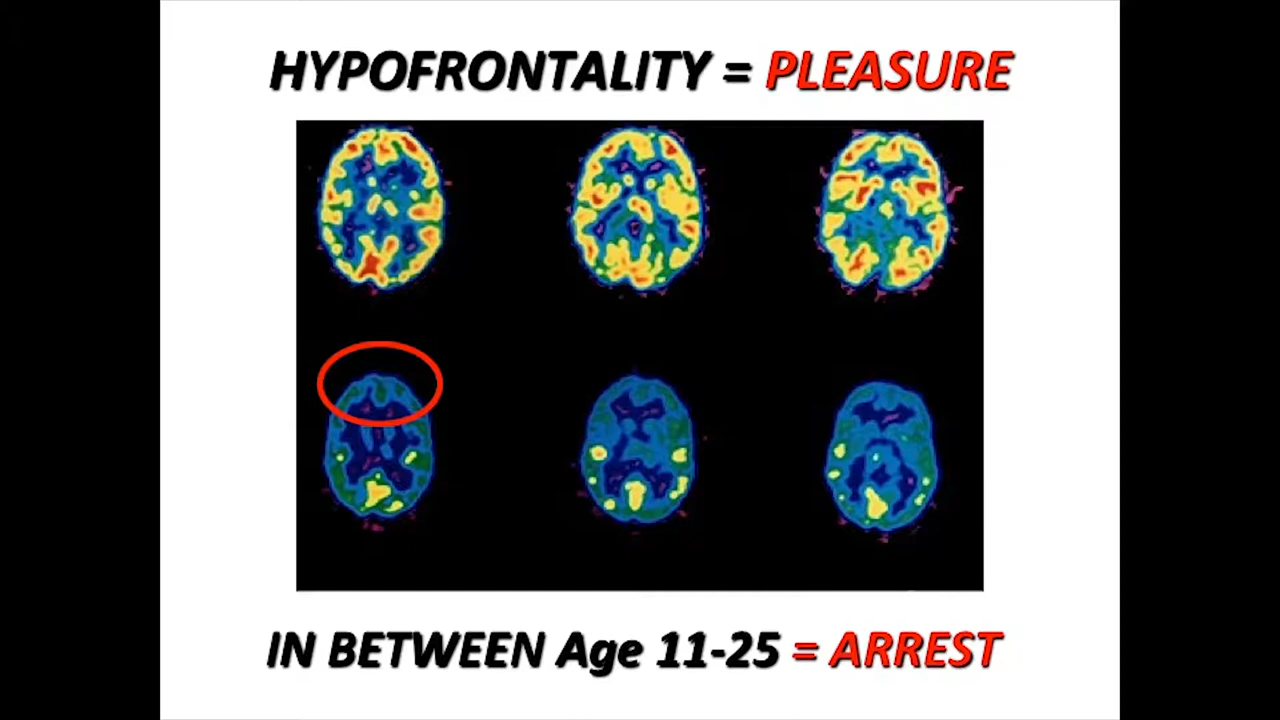 HYPOFRONTALITY = PLEASURE
IN BETWEEN Age 11-25 = ARREST